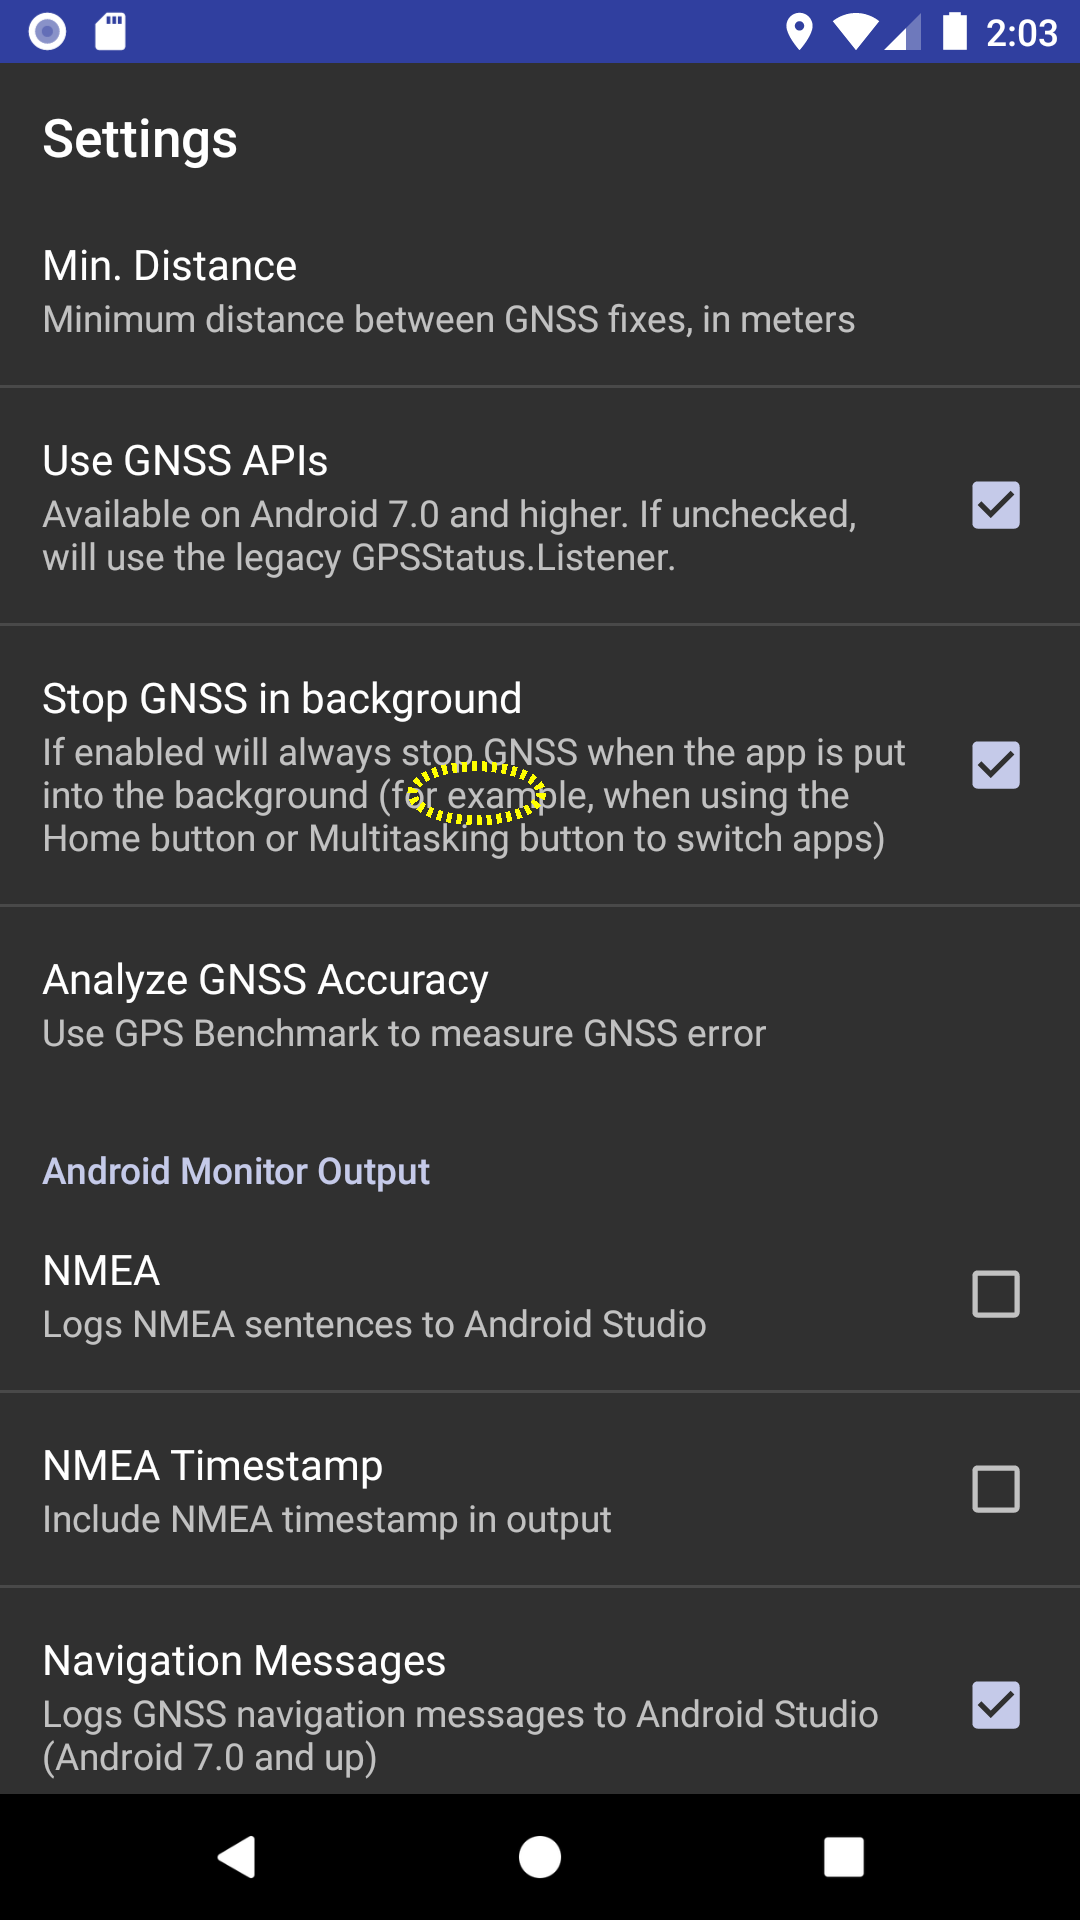 2:03
Settings
Min. Distance
Minimum distance between GNSS fixes, in meters
Use GNSS APIs
Available on Android 7.0 and higher. If unchecked,
will use the legacy GPSStatus.Listener.
Stop GNSS in background
If enabled will always stop GNSS when the app is put
into the background (for example, when using the
Home button or Multitasking button to switch apps)
Analyze GNSS Accuracy
Use GPS Benchmark to measure GNSS error
Android Monitor Output
NMEA
Logs NMEA sentences to Android Studio
NMEA Timestamp
Include NMEA timestamp in output
Navigation Messages
Logs GNSS navigation messages to Android Studio
(Android 7.0 and up)